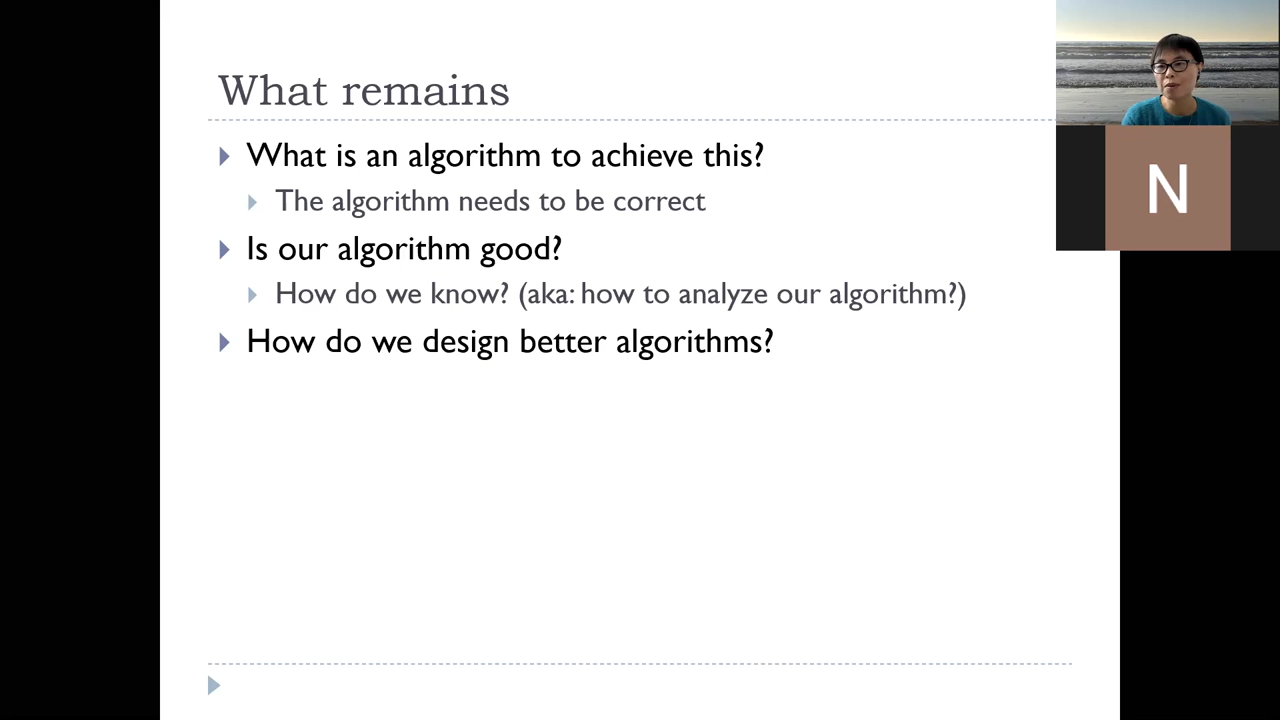 What remains
What is an algorithm to achieve this?
The algorithm needs to be correct
Is our algorithm good?
How do we know? (aka: how to analyze our algorithm?)
How do we design better algorithms?
N